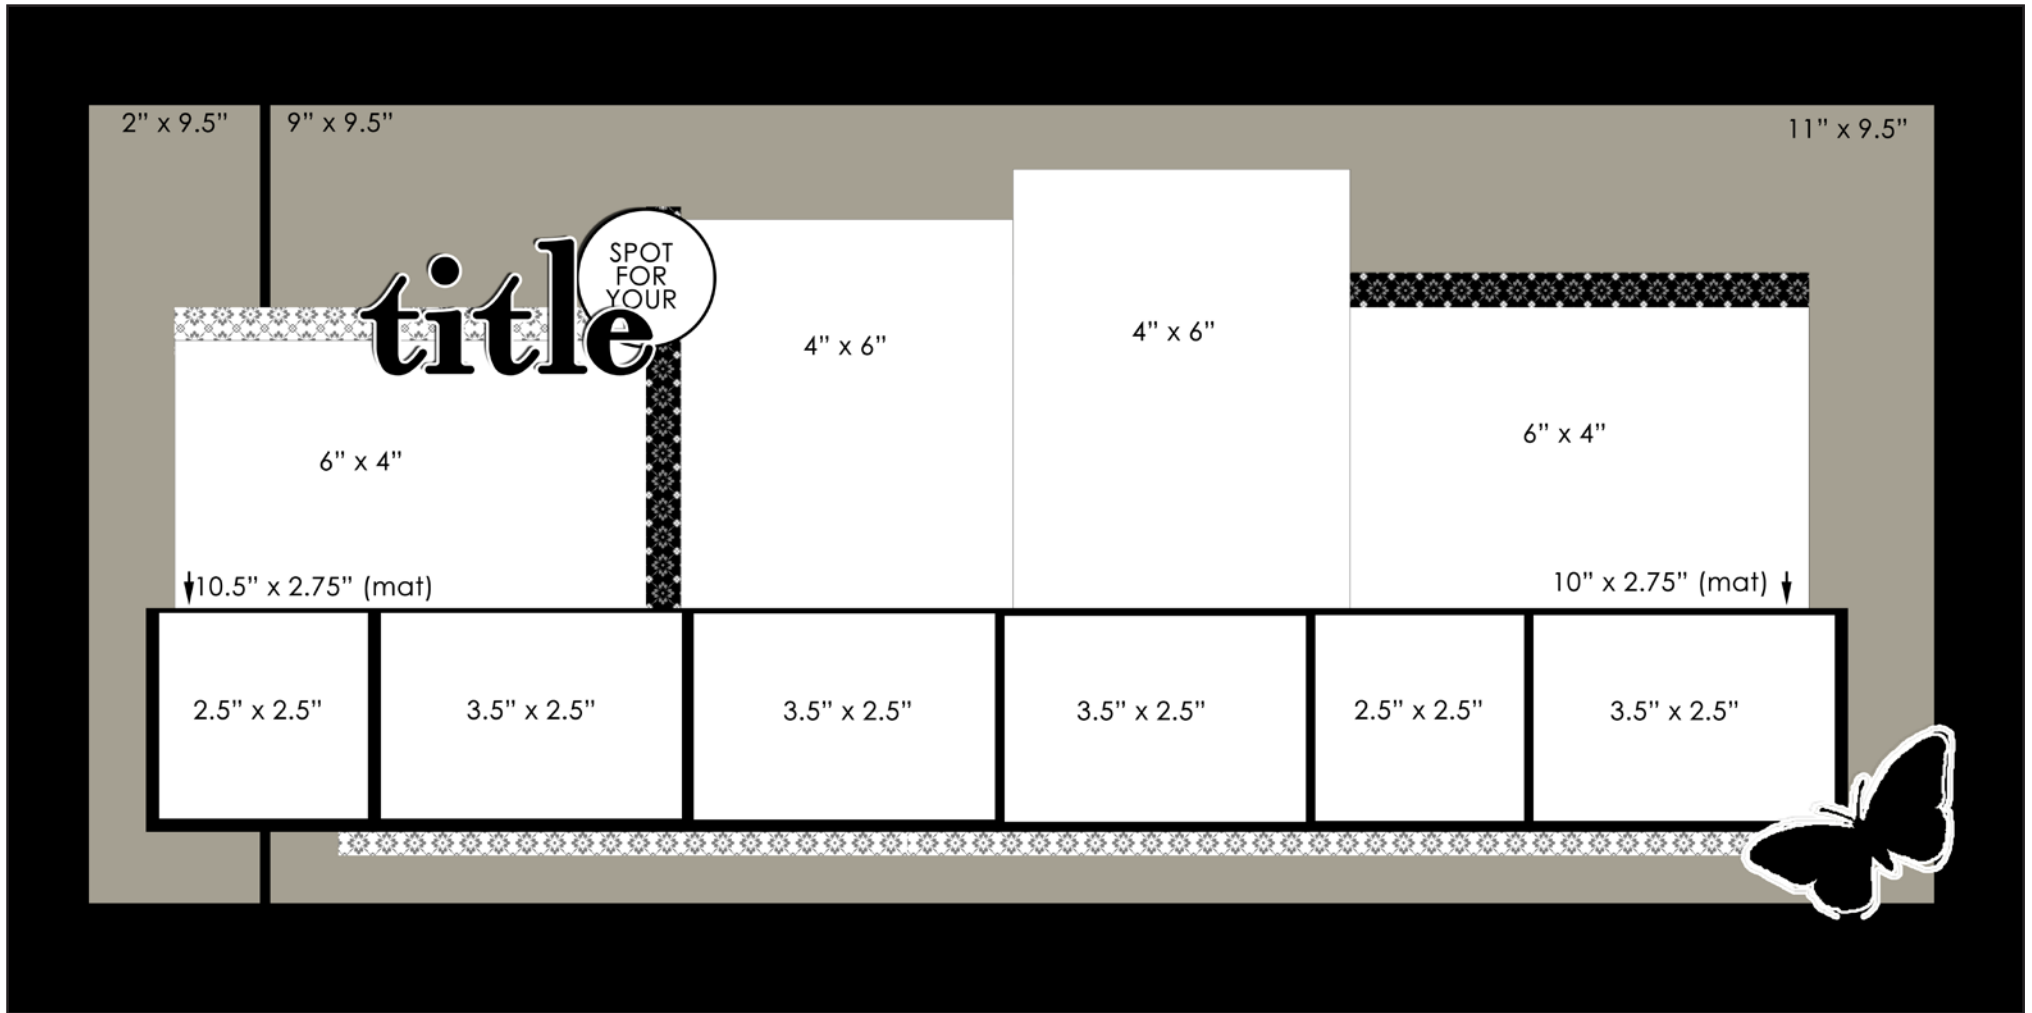 2” x 9.5”
9” x 9.5”
11” x 9.5”
SPOT
FOR
YOUR
title
4” x 6”
4” x 6”
6” x 4”
6” x 4”
10.5” x 2.75” (mat)
10” x 2.75” (mat)
2.5” x 2.5”
3.5” x 2.5”
3.5” x 2.5”
3.5” x 2.5”
2.5” x 2.5”
3.5” x 2.5”